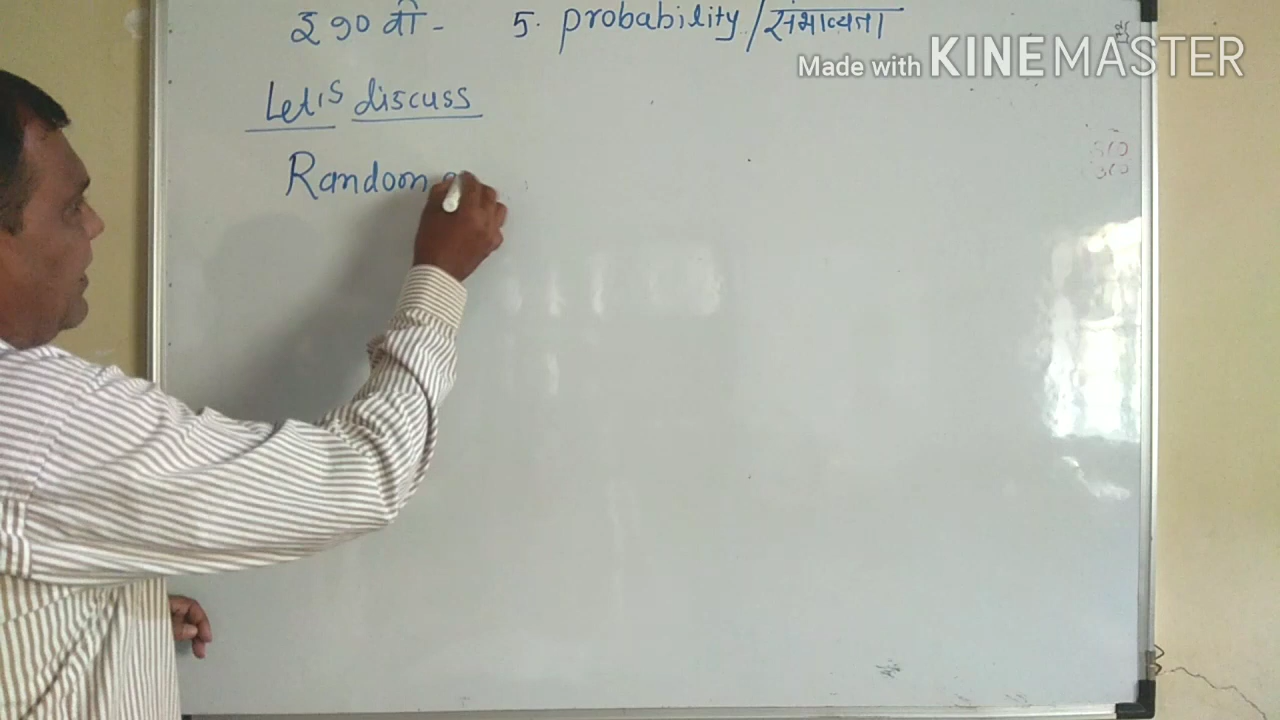 इ १० वी - 5. probability/संभाव्यता
Made with KINEMASTER
Let's discuss
Random